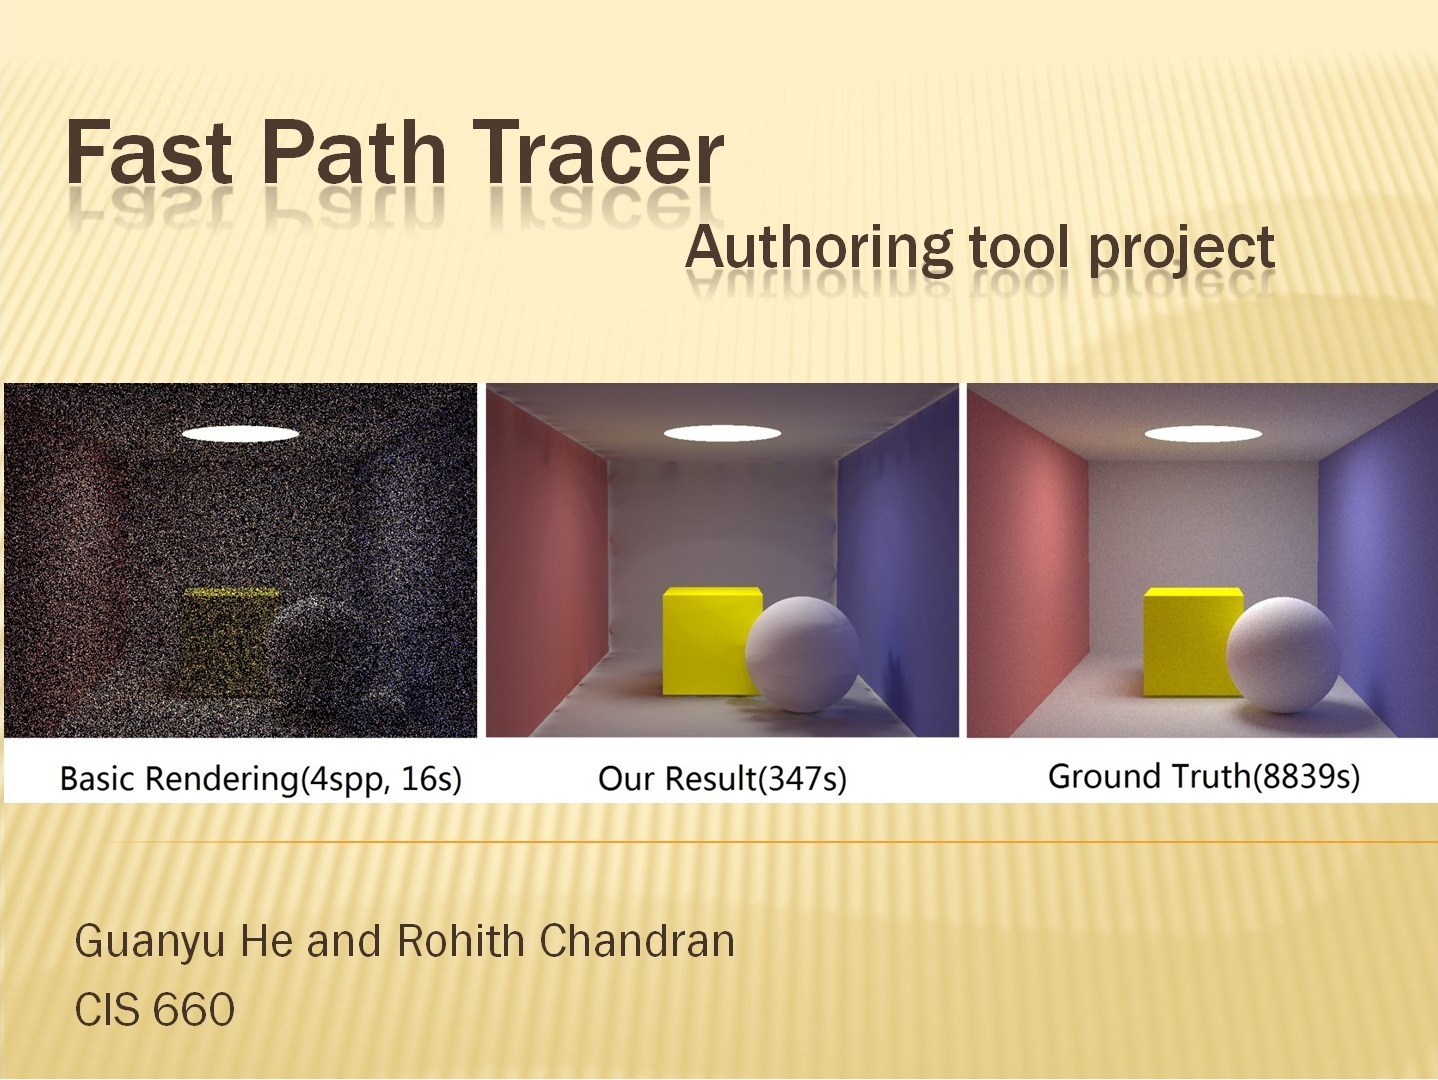 Fast Path Tracer
Authoring tool project
Basic Rendering(4spp, 16s)
Our Result(347s)
Ground Truth(8839s)
Guanyu He and Rohith Chandran
CIS 660